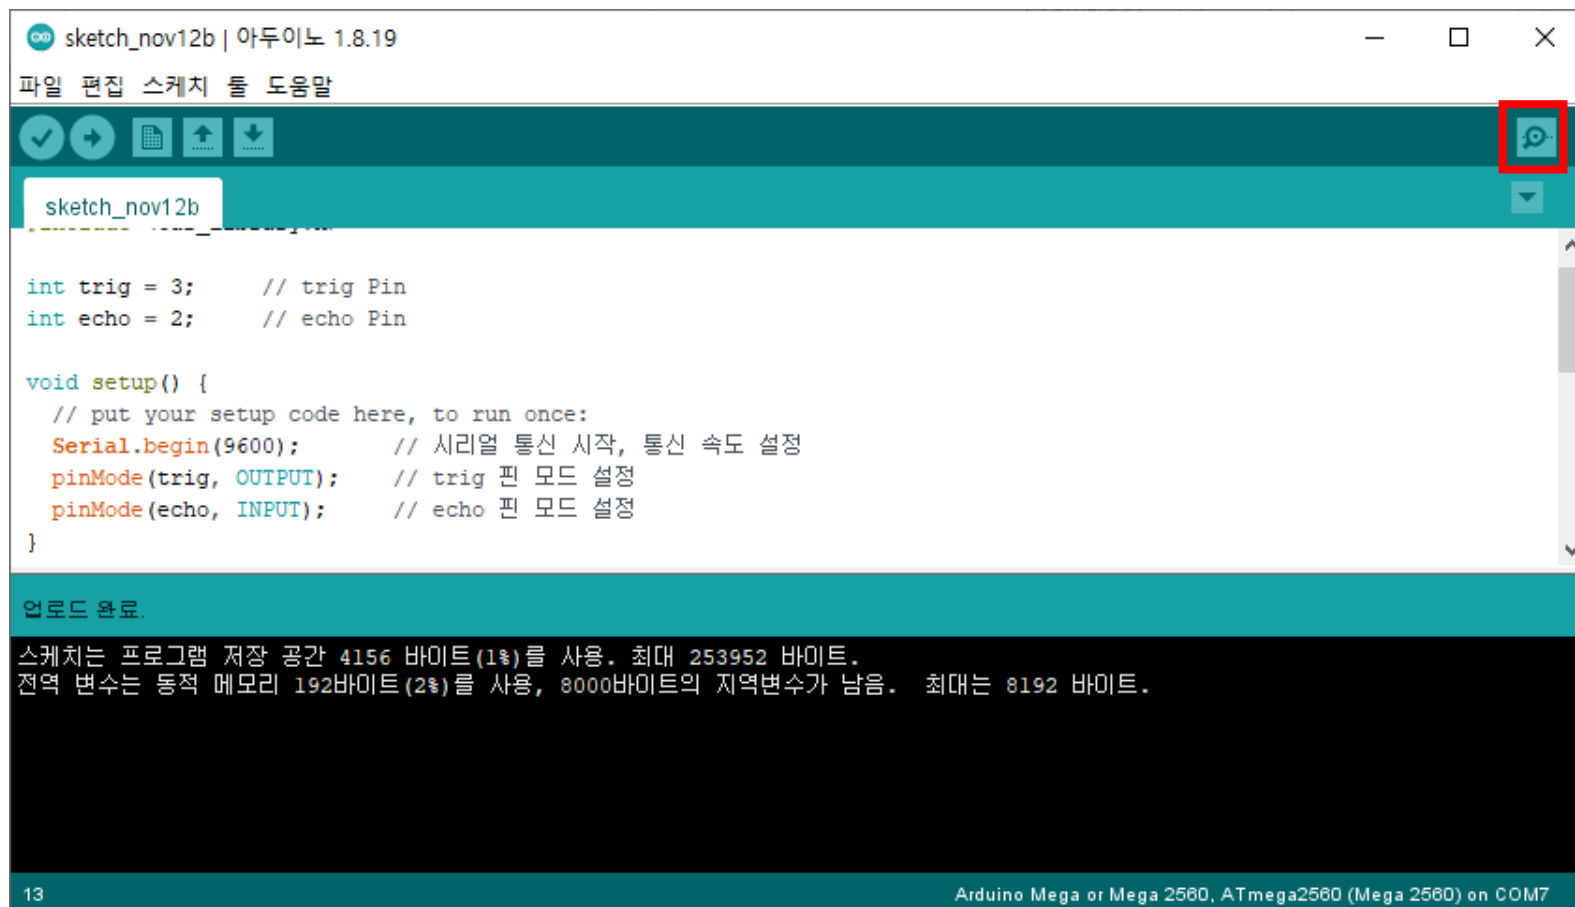 sketch_nov12b | 아두이노 1.8.19
파일 편집 스케치 툴 도움말
sketch_nov12b
int trig = 3;     // trig Pin
int echo = 2;     // echo Pin
void setup() {
  // put your setup code here, to run once:
  Serial.begin(9600);       // 시리얼 통신 시작, 통신 속도 설정
  pinMode(trig, OUTPUT);    // trig 핀 모드 설정
  pinMode(echo, INPUT);     // echo 핀 모드 설정
}
업로드 완료.
스케치는 프로그램 저장 공간 4156 바이트(1%)를 사용. 최대 253952 바이트.
전역 변수는 동적 메모리 192바이트(2%)를 사용, 8000바이트의 지역변수가 남음.  최대는 8192 바이트.
13
Arduino Mega or Mega 2560, ATmega2560 (Mega 2560) on COM7